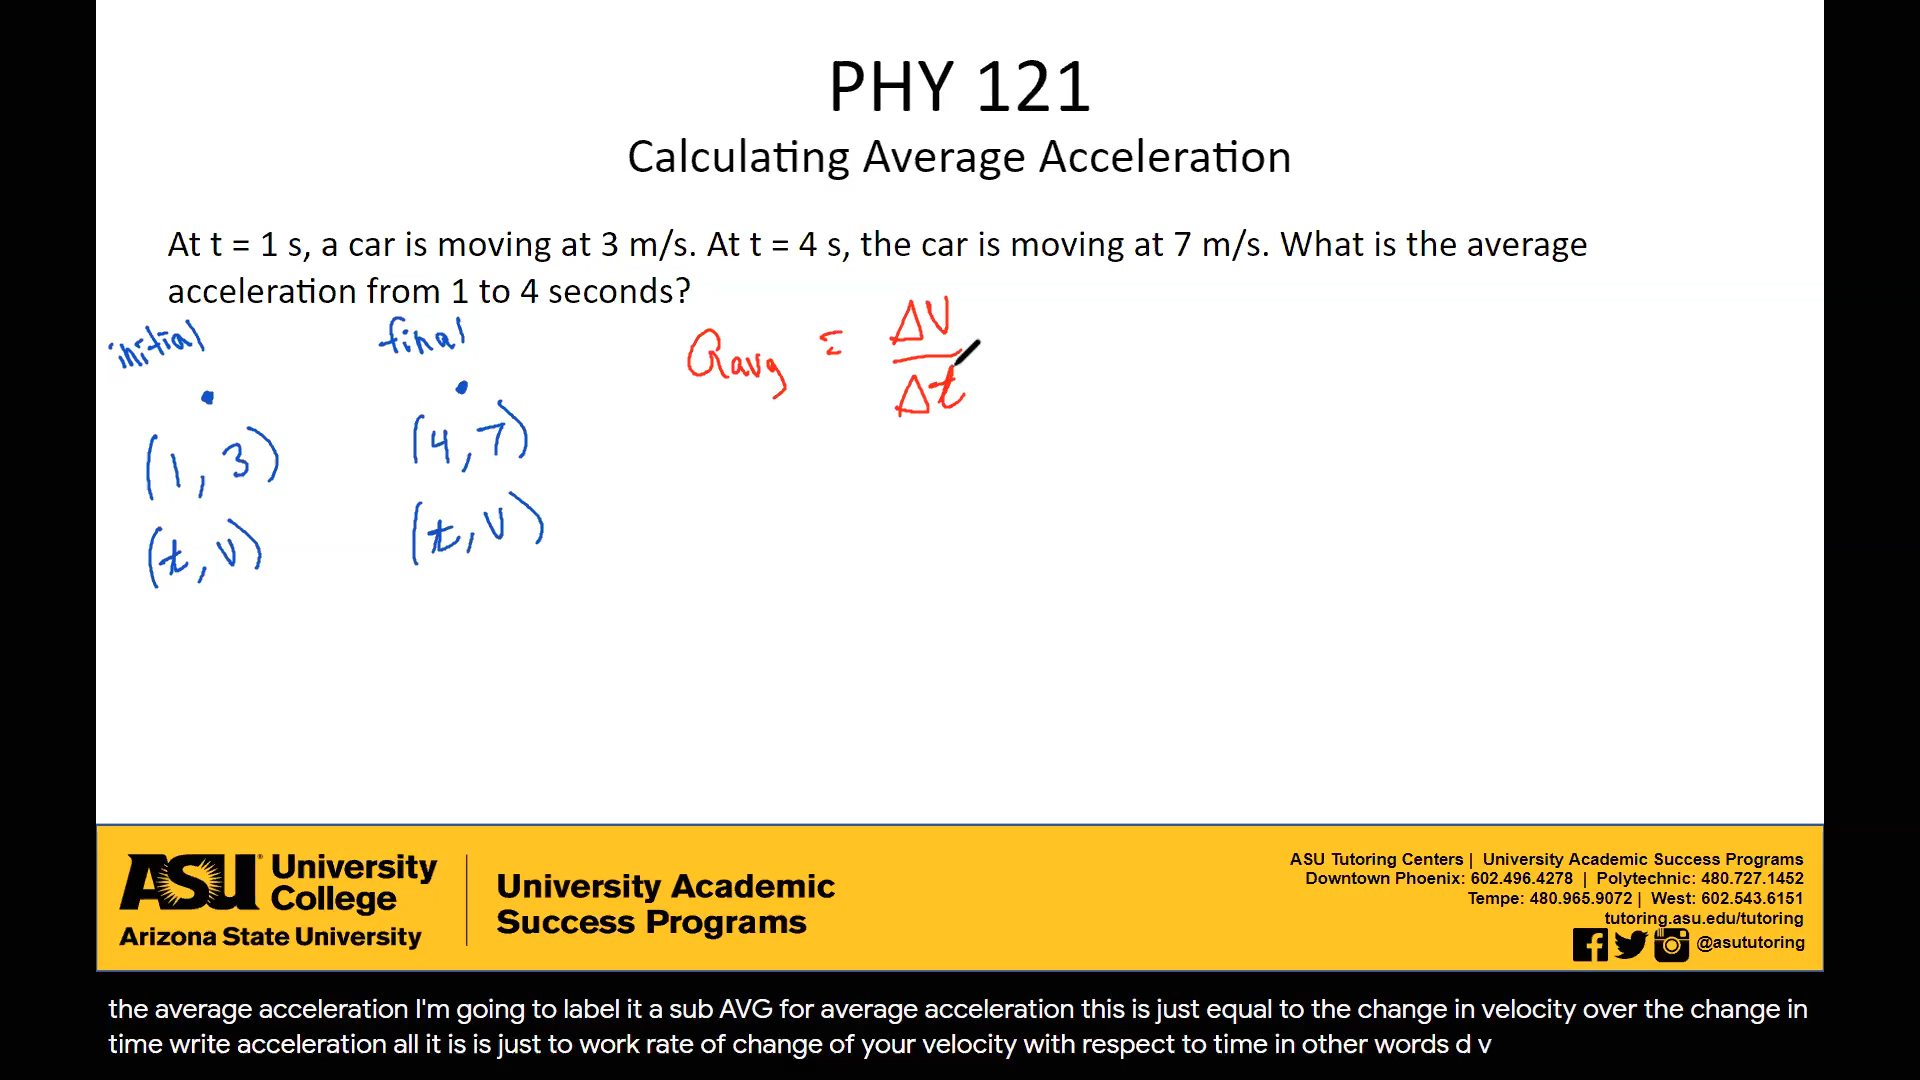 PHY 121
Calculating Average Acceleration
At t = 1 s, a car is moving at 3 m/s. At t = 4 s, the car is moving at 7 m/s. What is the average
acceleration from 1 to 4 seconds?
initial
final
(1, 3)
(4, 7)
(t, v)
(t, v)
a avg = Δv
Δt
ASU University
College
Arizona State University
University Academic
Success Programs
ASU Tutoring Centers | University Academic Success Programs
Downtown Phoenix: 602.496.4278 | Polytechnic: 480.727.1452
Tempe: 480.965.9072 | West: 602.543.6151
tutoring.asu.edu/tutoring
@asututoring
the average acceleration I'm going to label it a sub AVG for average acceleration this is just equal to the change in velocity over the change in
time write acceleration all it is is just to work rate of change of your velocity with respect to time in other words d v